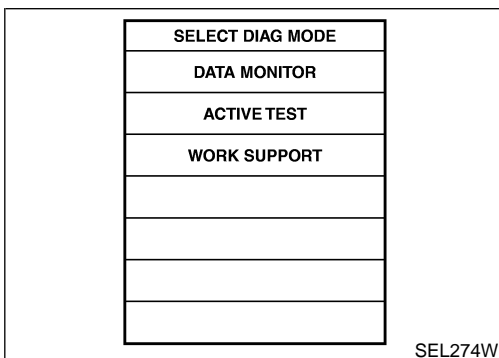 SELECT DIAG MODE
DATA MONITOR
ACTIVE TEST
WORK SUPPORT
SEL274W